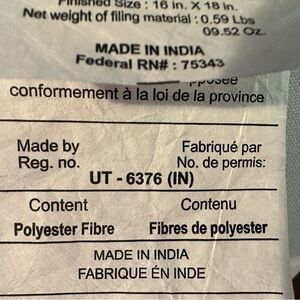 Finished Size : 16 in. X 18 in.
Net weight of filing material : 0.59 Lbs
09.52 Oz.
MADE IN INDIA
Federal RN# : 75343
conformement à la loi de la province
Made by
Reg. no.
Fabriqué par
No. de permis:
UT - 6376 (IN)
Content
Contenu
Polyester Fibre
Fibres de polyester
MADE IN INDIA
FABRIQUÉ ÉN INDE